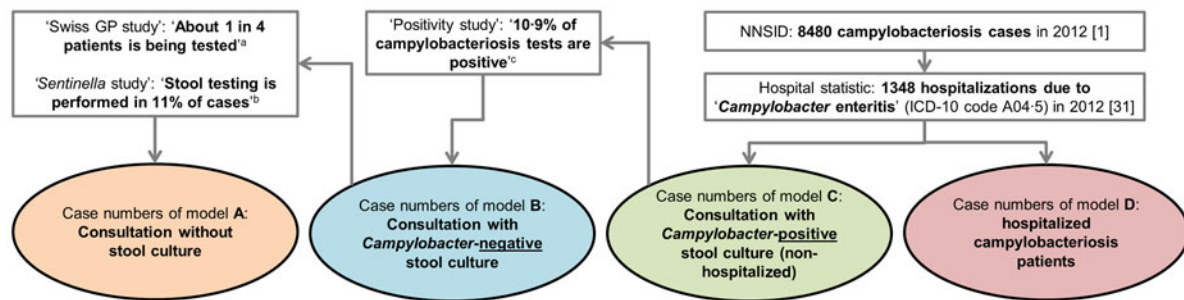 ‘Swiss GP study’: ‘About 1 in 4
patients is being tested’a
‘Sentinella study’: ‘Stool testing is
performed in 11% of cases’b
‘Positivity study’: ‘10·9% of
campylobacteriosis tests are
positive’c
NNSID: 8480 campylobacteriosis cases in 2012 [1]
Hospital statistic: 1348 hospitalizations due to
‘Campylobacter enteritis’ (ICD-10 code A04·5) in 2012 [31]
Case numbers of model A:
Consultation without
stool culture
Case numbers of model B:
Consultation with
Campylobacter-negative
stool culture
Case numbers of model C:
Consultation with
Campylobacter-positive
stool culture (non-
hospitalized)
Case numbers of model D:
hospitalized
campylobacteriosis
patients